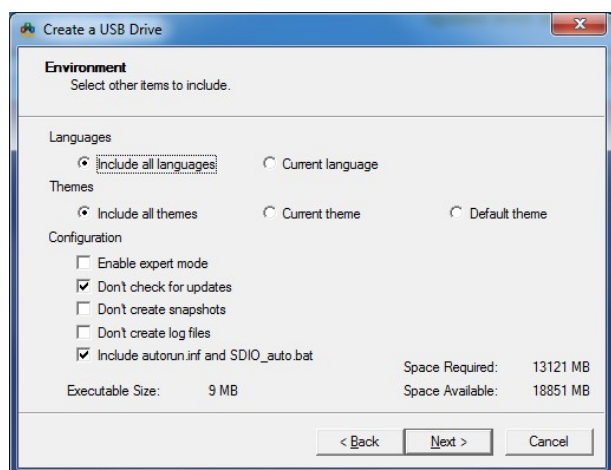 Create a USB Drive
Environment
Select other items to include.
Languages
Include all languages Current language
Themes
Include all themes Current theme Default theme
Configuration
Enable expert mode
Don't check for updates
Don't create snapshots
Don't create log files
Include autorun.inf and SDIO_auto.bat
Space Required: 13121 MB
Executable Size: 9 MB Space Available: 18851 MB
< Back Next > Cancel